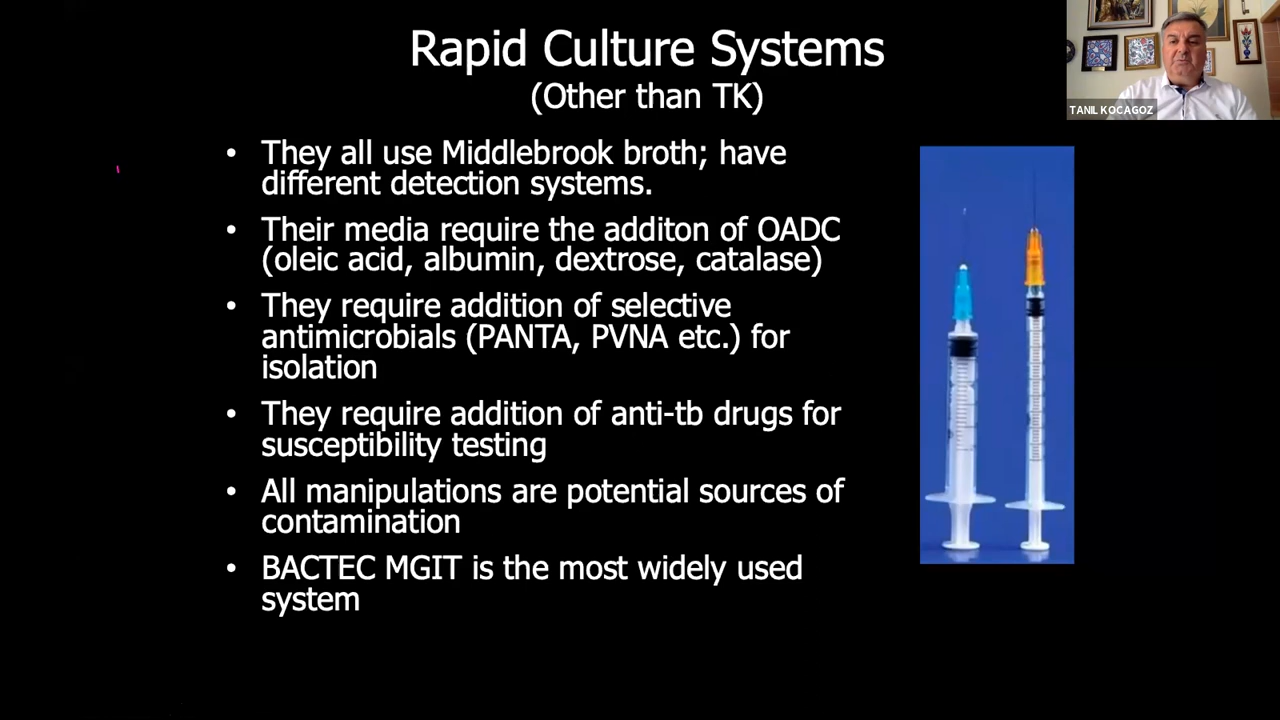 Rapid Culture Systems
(Other than TK)
TANIL KOCAGOZ
• They all use Middlebrook broth; have
different detection systems.
• Their media require the additon of OADC
(oleic acid, albumin, dextrose, catalase)
• They require addition of selective
antimicrobials (PANTA, PVNA etc.) for
isolation
• They require addition of anti-tb drugs for
susceptibility testing
• All manipulations are potential sources of
contamination
• BACTEC MGIT is the most widely used
system